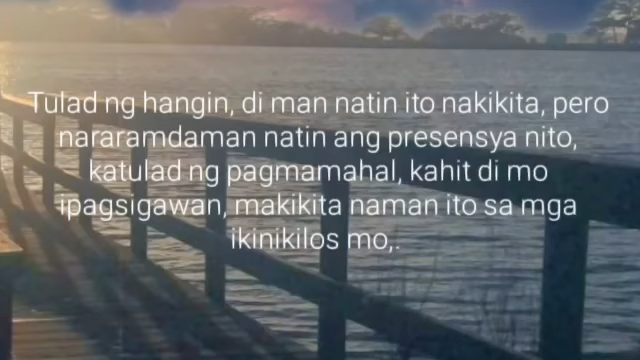 Tulad ng hangin, di man natin ito nakikita, pero
nararamdaman natin ang presensya nito,
katulad ng pagmamahal, kahit di mo
ipagsigawan, makikita naman ito sa mga
ikinikilos mo,.